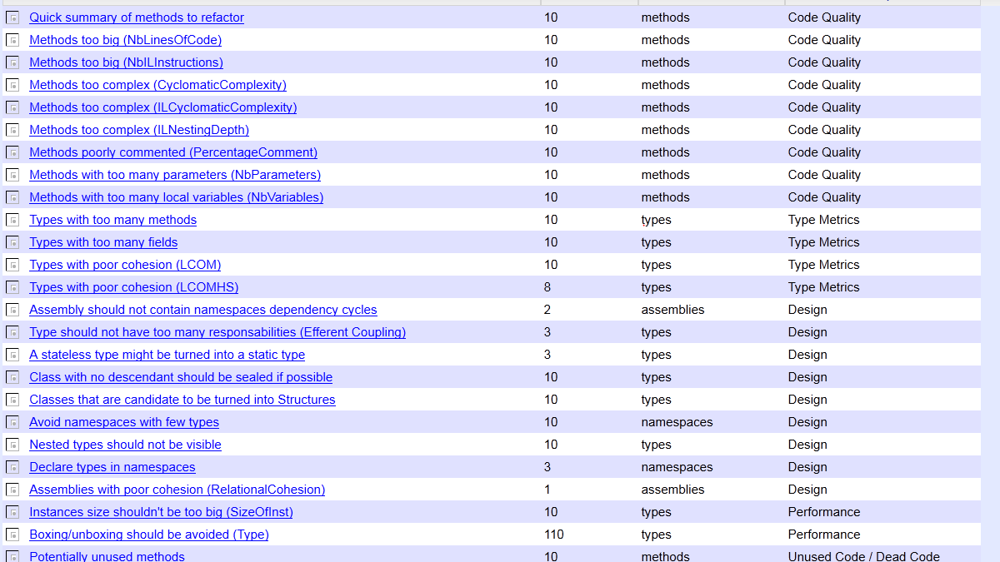 Quick summary of methods to refactor 10 methods Code Quality
Methods too big (NbLinesOfCode) 10 methods Code Quality
Methods too big (NbILInstructions) 10 methods Code Quality
Methods too complex (CyclomaticComplexity) 10 methods Code Quality
Methods too complex (ILCyclomaticComplexity) 10 methods Code Quality
Methods too complex (ILNestingDepth) 10 methods Code Quality
Methods poorly commented (PercentageComment) 10 methods Code Quality
Methods with too many parameters (NbParameters) 10 methods Code Quality
Methods with too many local variables (NbVariables) 10 methods Code Quality
Types with too many methods 10 types Type Metrics
Types with too many fields 10 types Type Metrics
Types with poor cohesion (LCOM) 10 types Type Metrics
Types with poor cohesion (LCOMHS) 8 types Type Metrics
Assembly should not contain namespaces dependency cycles 2 assemblies Design
Type should not have too many responsabilities (Efferent Coupling) 3 types Design
A stateless type might be turned into a static type 3 types Design
Class with no descendant should be sealed if possible 10 types Design
Classes that are candidate to be turned into Structures 10 types Design
Avoid namespaces with few types 10 namespaces Design
Nested types should not be visible 10 types Design
Declare types in namespaces 3 namespaces Design
Assemblies with poor cohesion (RelationalCohesion) 1 assemblies Design
Instances size shouldn't be too big (SizeOfInst) 10 types Performance
Boxing/unboxing should be avoided (Type) 110 types Performance
Potentially unused methods 10 methods Unused Code / Dead Code